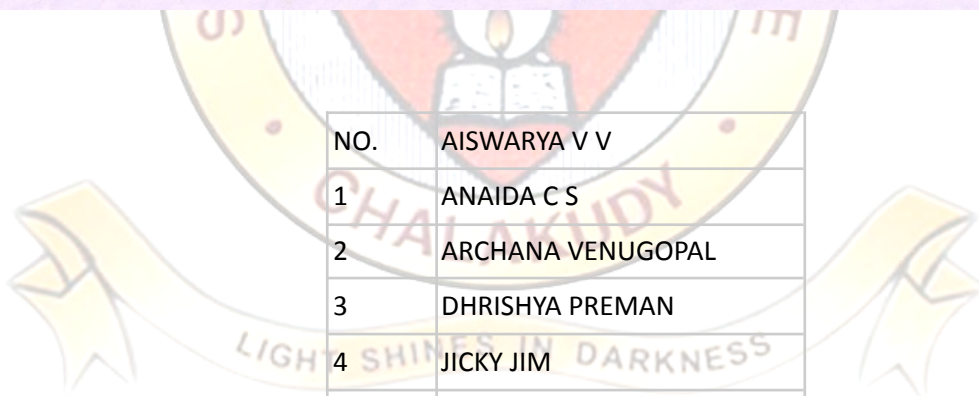 NO. AISWARYA V V
1 ANAIDA C S
2 ARCHANA VENUGOPAL
3 DHRISHYA PREMAN
4 JICKY JIM
CHALAKUDY
LIGHT SHINES IN DARKNESS